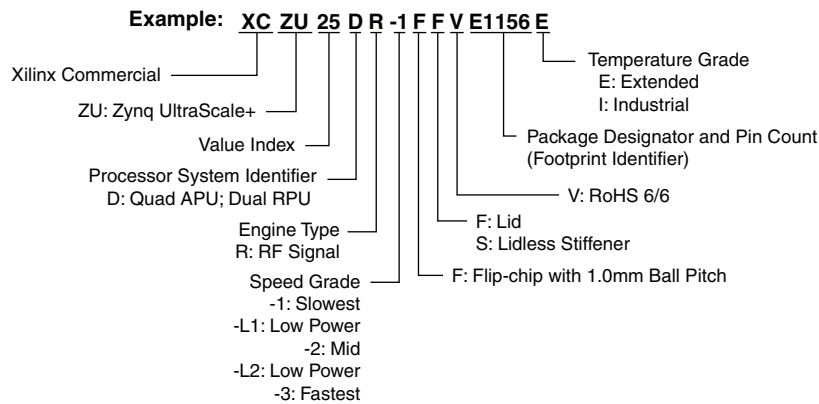 Example: XC ZU 25 D R -1 F F V E1156 E
Xilinx Commercial
ZU: Zynq UltraScale+
Value Index
Processor System Identifier
D: Quad APU; Dual RPU
Engine Type
R: RF Signal
Speed Grade
-1: Slowest
-L1: Low Power
-2: Mid
-L2: Low Power
-3: Fastest
Temperature Grade
E: Extended
I: Industrial
Package Designator and Pin Count
(Footprint Identifier)
V: RoHS 6/6
F: Lid
S: Lidless Stiffener
F: Flip-chip with 1.0mm Ball Pitch